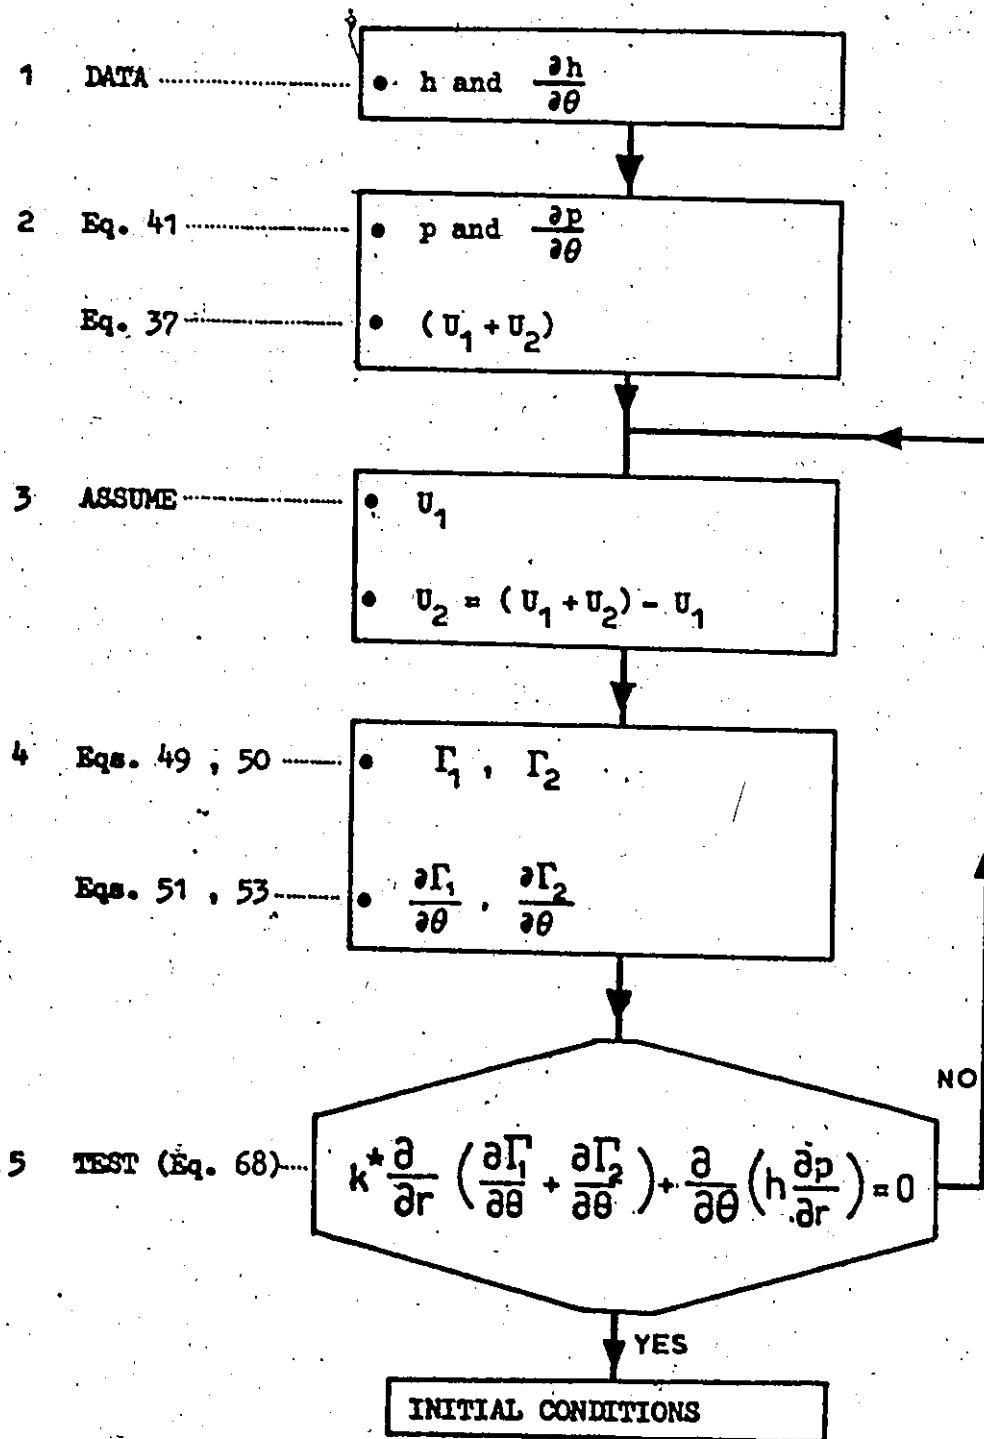 1 DATA • h and ∂h/∂θ
2 Eq. 41 • p and ∂p/∂θ
Eq. 37 • (U₁ + U₂)
3 ASSUME • U₁
• U₂ = (U₁ + U₂) - U₁
4 Eqs. 49 , 50 • Γ₁ , Γ₂
Eqs. 51 , 53 • ∂Γ₁/∂θ , ∂Γ₂/∂θ
NO
5 TEST (Eq. 68) k* ∂/∂r (∂Γ₁/∂θ + ∂Γ₂/∂θ) + ∂/∂θ (h ∂p/∂r) = 0
YES
INITIAL CONDITIONS